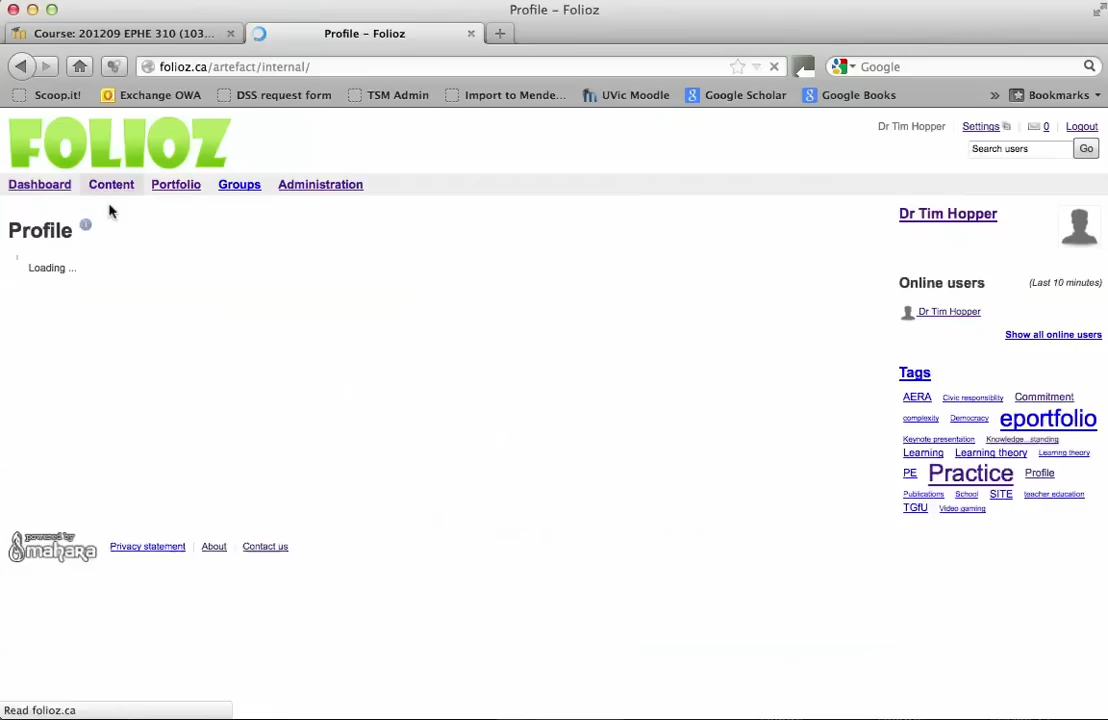 Profile – Folioz
Course: 201209 EPHE 310 (103...
Profile – Folioz
folioz.ca/artefact/internal/
Google
Scoop.it!
Exchange OWA
DSS request form
TSM Admin
Import to Mende...
UVic Moodle
Google Scholar
Google Books
»
Bookmarks
FOLIOZ
Dr Tim Hopper
Settings
0
Logout
Search users
Go
Dashboard
Content
Portfolio
Groups
Administration
Profile
Loading ...
Dr Tim Hopper
Online users
(Last 10 minutes)
Dr Tim Hopper
Show all online users
Tags
AERA Civic responsiblity Commitment
complexity Democracy eportfolio
Keynote presentation Knowledge...standing
Learning Learning theory Learning theory
PE Practice Profile
Publications School SITE teacher education
TGfU Video gaming
powered by
mahara
Privacy statement
About
Contact us
Read folioz.ca